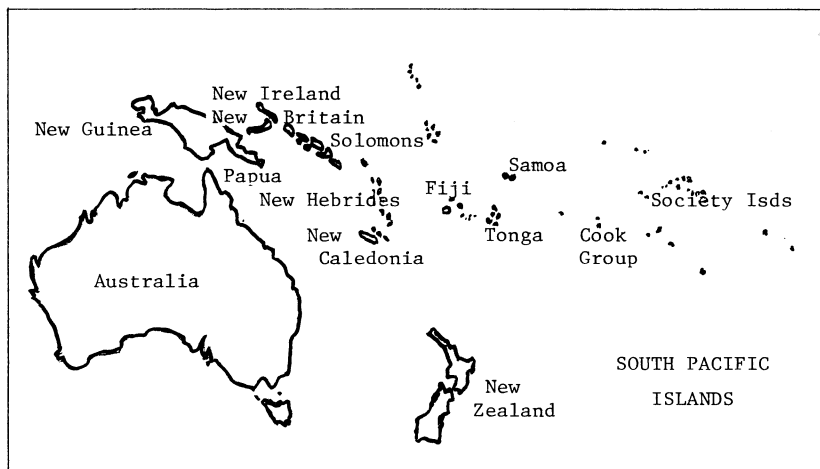 New Ireland
New Britain
New Guinea
Solomons
Papua
Samoa
New Hebrides
Fiji
Society Isds
New
Caledonia
Tonga
Cook
Group
Australia
New
Zealand
SOUTH PACIFIC
ISLANDS